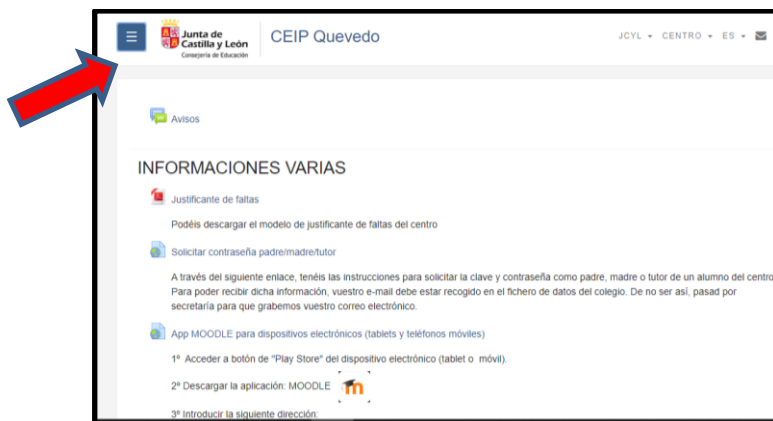 Junta de
Castilla y León
Consejería de Educación
CEIP Quevedo
JCYL CENTRO ES
Avisos
INFORMACIONES VARIAS
Justificante de faltas
Podéis descargar el modelo de justificante de faltas del centro
Solicitar contraseña padre/madre/tutor
A través del siguiente enlace, tenéis las instrucciones para solicitar la clave y contraseña como padre, madre o tutor de un alumno del centro
Para poder recibir dicha información, vuestro e-mail debe estar recogido en el fichero de datos del colegio. De no ser así, pasad por
secretaría para que grabemos vuestro correo electrónico.
App MOODLE para dispositivos electrónicos (tablets y teléfonos móviles)
1º Acceder a botón de "Play Store" del dispositivo electrónico (tablet o móvil).
2º Descargar la aplicación: MOODLE m
3º Introducir la siguiente dirección: